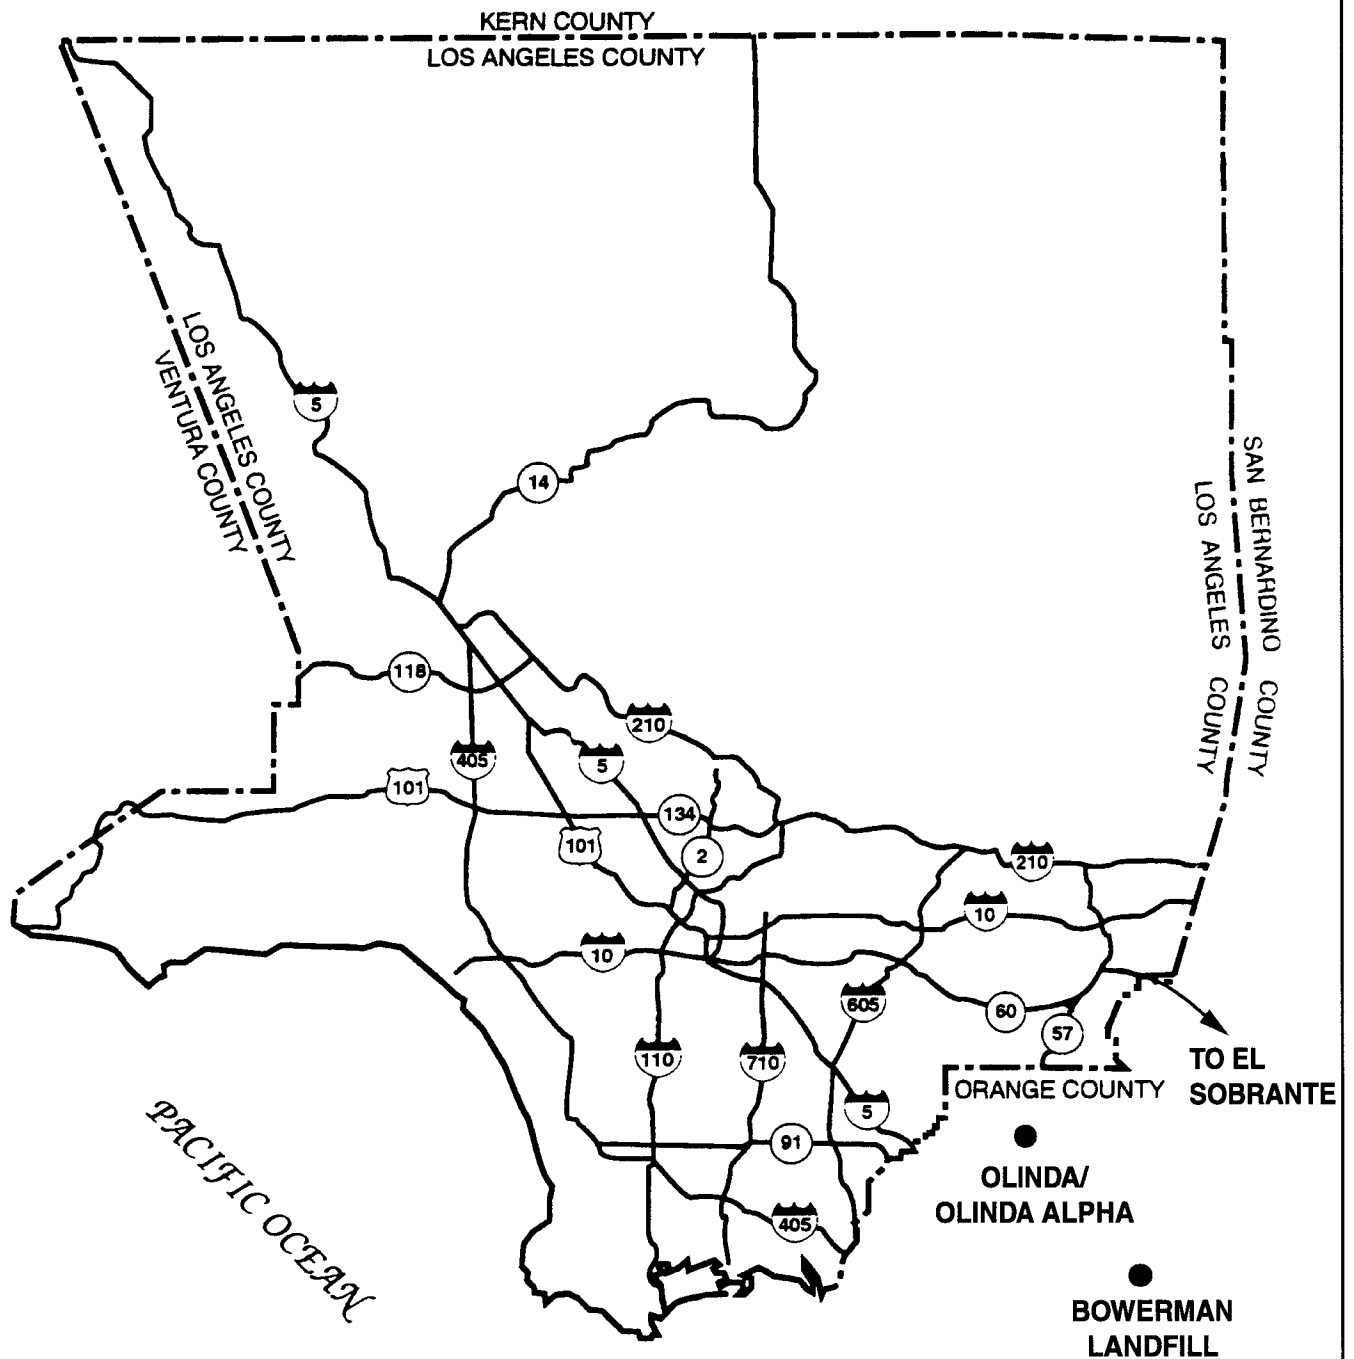 KERN COUNTY
LOS ANGELES COUNTY
LOS ANGELES COUNTY
VENTURA COUNTY
5
14
SAN BERNARDINO COUNTY
LOS ANGELES COUNTY
118
210
405
5
101
134
101
2
210
10
10
605
60
57
110
710
TO EL
SOBRANTE
ORANGE COUNTY
5
91
OLINDA/
OLINDA ALPHA
405
PACIFIC OCEAN
BOWERMAN
LANDFILL